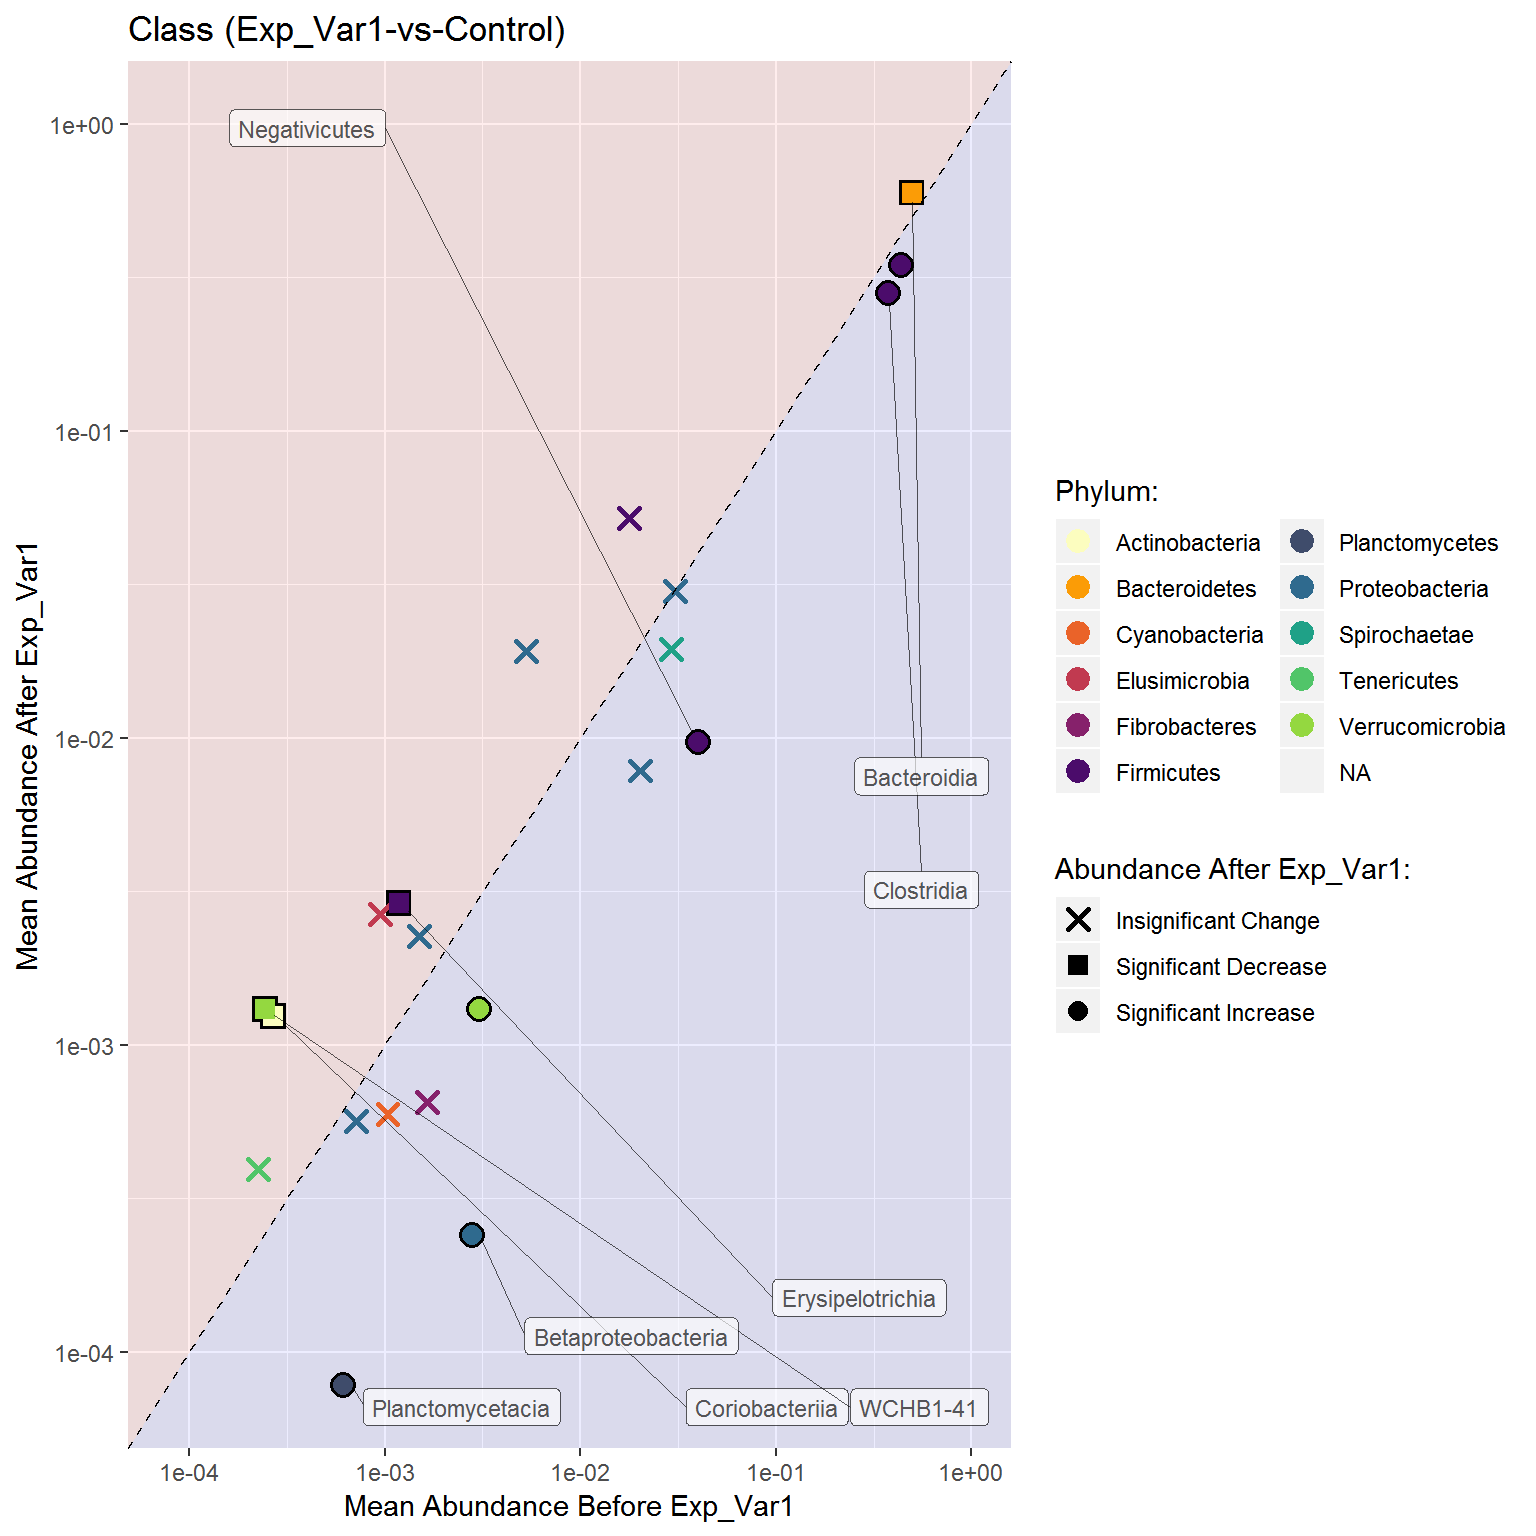 Class (Exp_Var1-vs-Control)
Mean Abundance After Exp_Var1
1e+00
1e-01
1e-02
1e-03
1e-04
Negativicutes
Bacteroidia
Clostridia
Erysipelotrichia
Betaproteobacteria
Planctomycetacia
Coriobacteriia
WCHB1-41
1e-04
1e-03
1e-02
1e-01
1e+00
Mean Abundance Before Exp_Var1
Phylum:
Actinobacteria
Bacteroidetes
Cyanobacteria
Elusimicrobia
Fibrobacteres
Firmicutes
Planctomycetes
Proteobacteria
Spirochaetae
Tenericutes
Verrucomicrobia
NA
Abundance After Exp_Var1:
Insignificant Change
Significant Decrease
Significant Increase